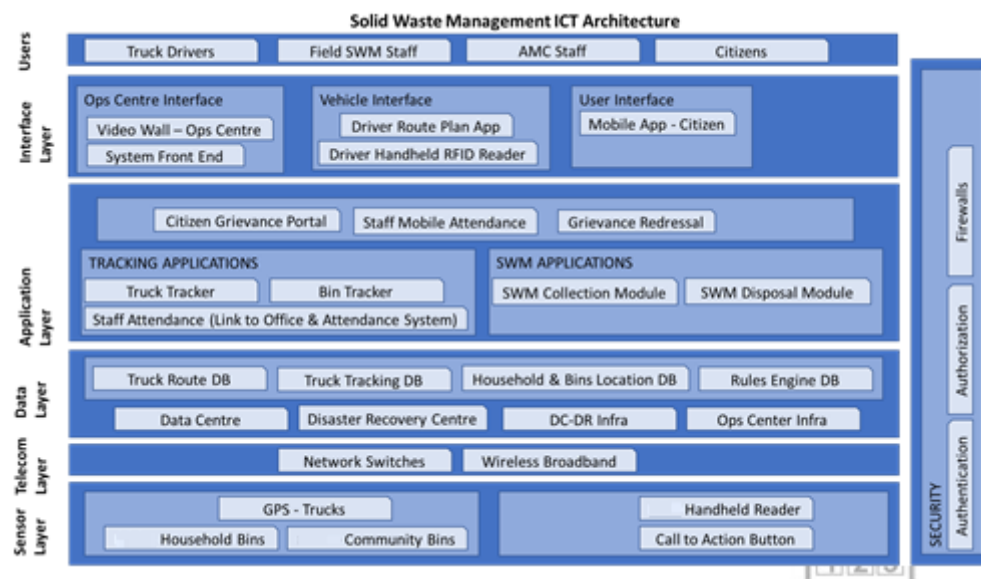 Solid Waste Management ICT Architecture
Users
Truck Drivers
Field SWM Staff
AMC Staff
Citizens
Interface Layer
Ops Centre Interface
Video Wall – Ops Centre
System Front End
Vehicle Interface
Driver Route Plan App
Driver Handheld RFID Reader
User Interface
Mobile App - Citizen
Application Layer
Citizen Grievance Portal
Staff Mobile Attendance
Grievance Redressal
TRACKING APPLICATIONS
Truck Tracker
Bin Tracker
Staff Attendance (Link to Office & Attendance System)
SWM APPLICATIONS
SWM Collection Module
SWM Disposal Module
Data Layer
Truck Route DB
Truck Tracking DB
Household & Bins Location DB
Rules Engine DB
Data Centre
Disaster Recovery Centre
DC-DR Infra
Ops Center Infra
Telecom Layer
Network Switches
Wireless Broadband
Sensor Layer
GPS - Trucks
Household Bins
Community Bins
Handheld Reader
Call to Action Button
SECURITY
Firewalls
Authorization
Authentication